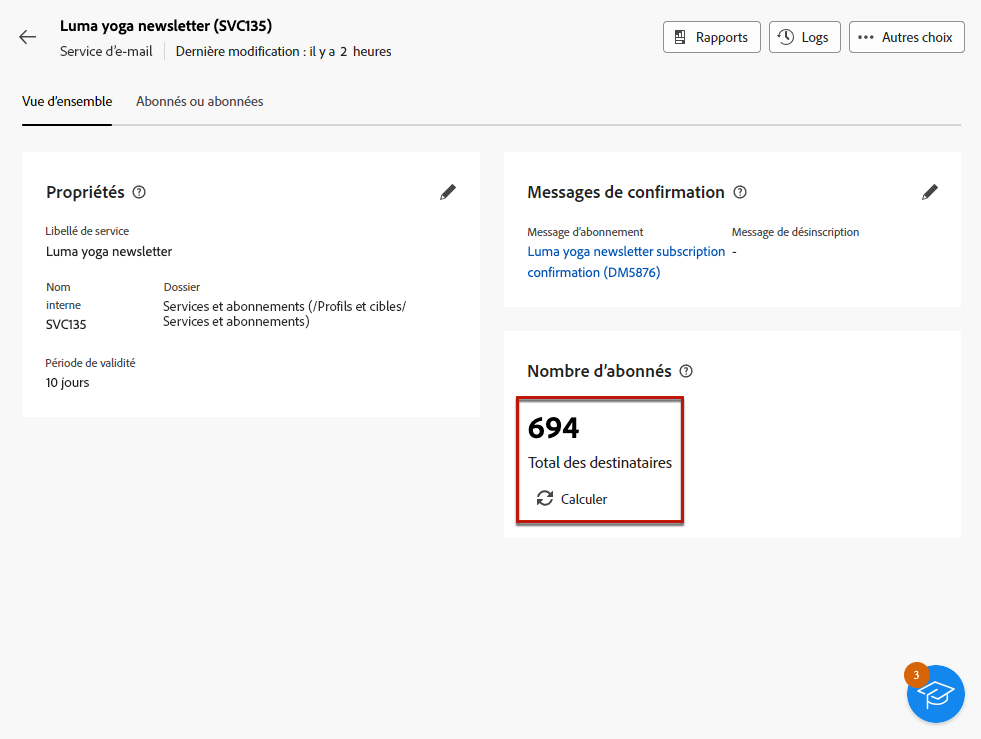 Luma yoga newsletter (SVC135)
Service d'e-mail
Dernière modification : il y a 2 heures
Rapports
Logs
Autres choix
Vue d'ensemble
Abonnés ou abonnées
Propriétés
Libellé de service
Luma yoga newsletter
Nom
interne
SVC135
Dossier
Services et abonnements (/Profils et cibles/
Services et abonnements)
Période de validité
10 jours
Messages de confirmation
Message d'abonnement
Luma yoga newsletter subscription
confirmation (DM5876)
Message de désinscription
-
Nombre d'abonnés
694
Total des destinataires
Calculer
3